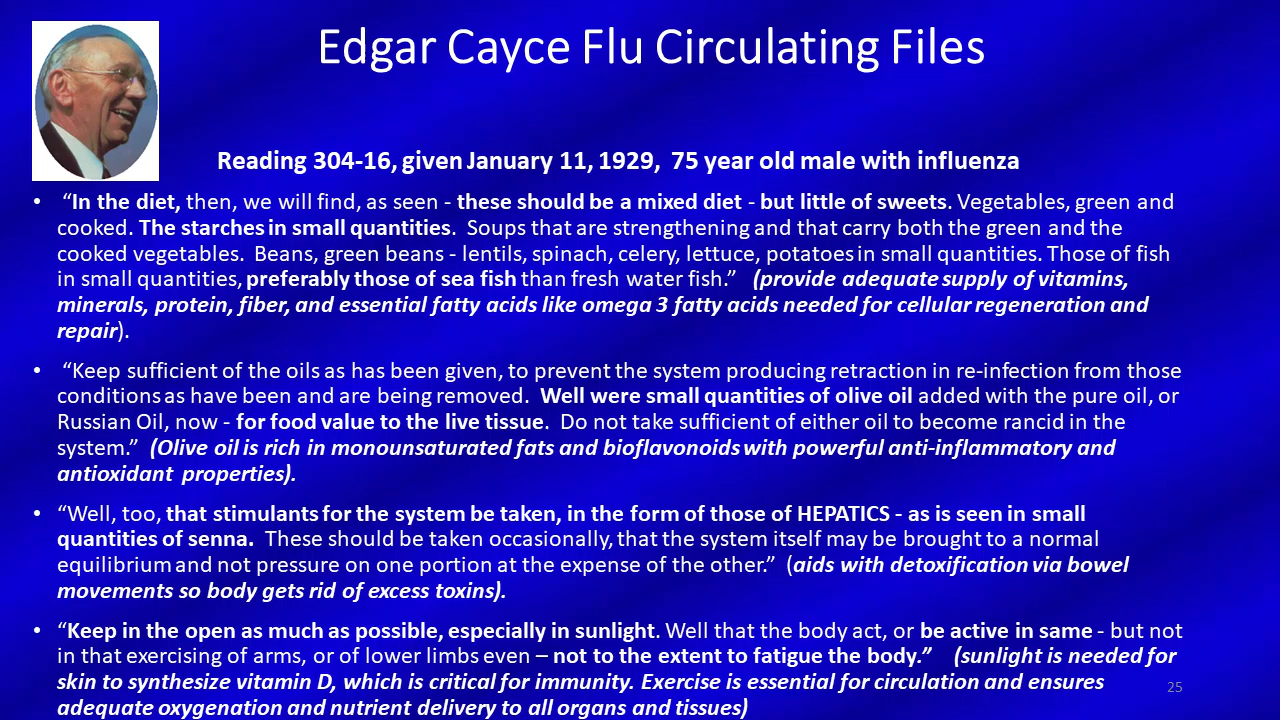 Edgar Cayce Flu Circulating Files
Reading 304-16, given January 11, 1929,  75 year old male with influenza
• “In the diet, then, we will find, as seen - these should be a mixed diet - but little of sweets. Vegetables, green and
cooked. The starches in small quantities.  Soups that are strengthening and that carry both the green and the
cooked vegetables.  Beans, green beans - lentils, spinach, celery, lettuce, potatoes in small quantities. Those of fish
in small quantities, preferably those of sea fish than fresh water fish.”   (provide adequate supply of vitamins,
minerals, protein, fiber, and essential fatty acids like omega 3 fatty acids needed for cellular regeneration and
repair).
• “Keep sufficient of the oils as has been given, to prevent the system producing retraction in re-infection from those
conditions as have been and are being removed.  Well were small quantities of olive oil added with the pure oil, or
Russian Oil, now - for food value to the live tissue.  Do not take sufficient of either oil to become rancid in the
system.”  (Olive oil is rich in monounsaturated fats and bioflavonoids with powerful anti-inflammatory and
antioxidant  properties).
• “Well, too, that stimulants for the system be taken, in the form of those of HEPATICS - as is seen in small
quantities of senna.  These should be taken occasionally, that the system itself may be brought to a normal
equilibrium and not pressure on one portion at the expense of the other.”  (aids with detoxification via bowel
movements so body gets rid of excess toxins).
• “Keep in the open as much as possible, especially in sunlight. Well that the body act, or be active in same - but not
in that exercising of arms, or of lower limbs even – not to the extent to fatigue the body.”    (sunlight is needed for
skin to synthesize vitamin D, which is critical for immunity. Exercise is essential for circulation and ensures
adequate oxygenation and nutrient delivery to all organs and tissues)
25